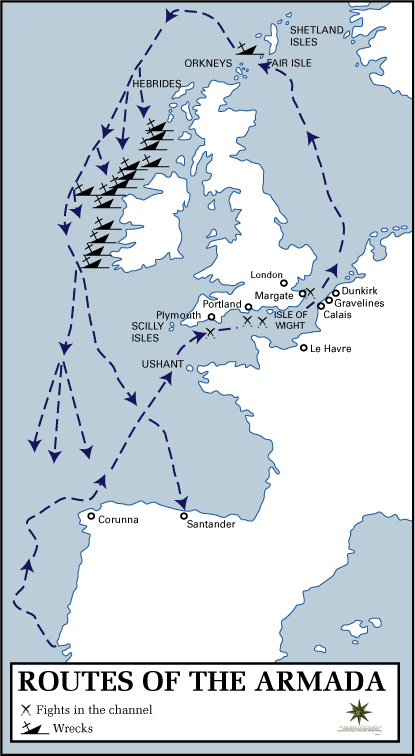 SHETLAND
ISLES
ORKNEYS
FAIR ISLE
HEBRIDES
London
Margate
Dunkirk
Gravelines
Calais
Portland
Plymouth
ISLE OF
WIGHT
SCILLY
ISLES
Le Havre
USHANT
Corunna
Santander
ROUTES OF THE ARMADA
Fights in the channel
Wrecks